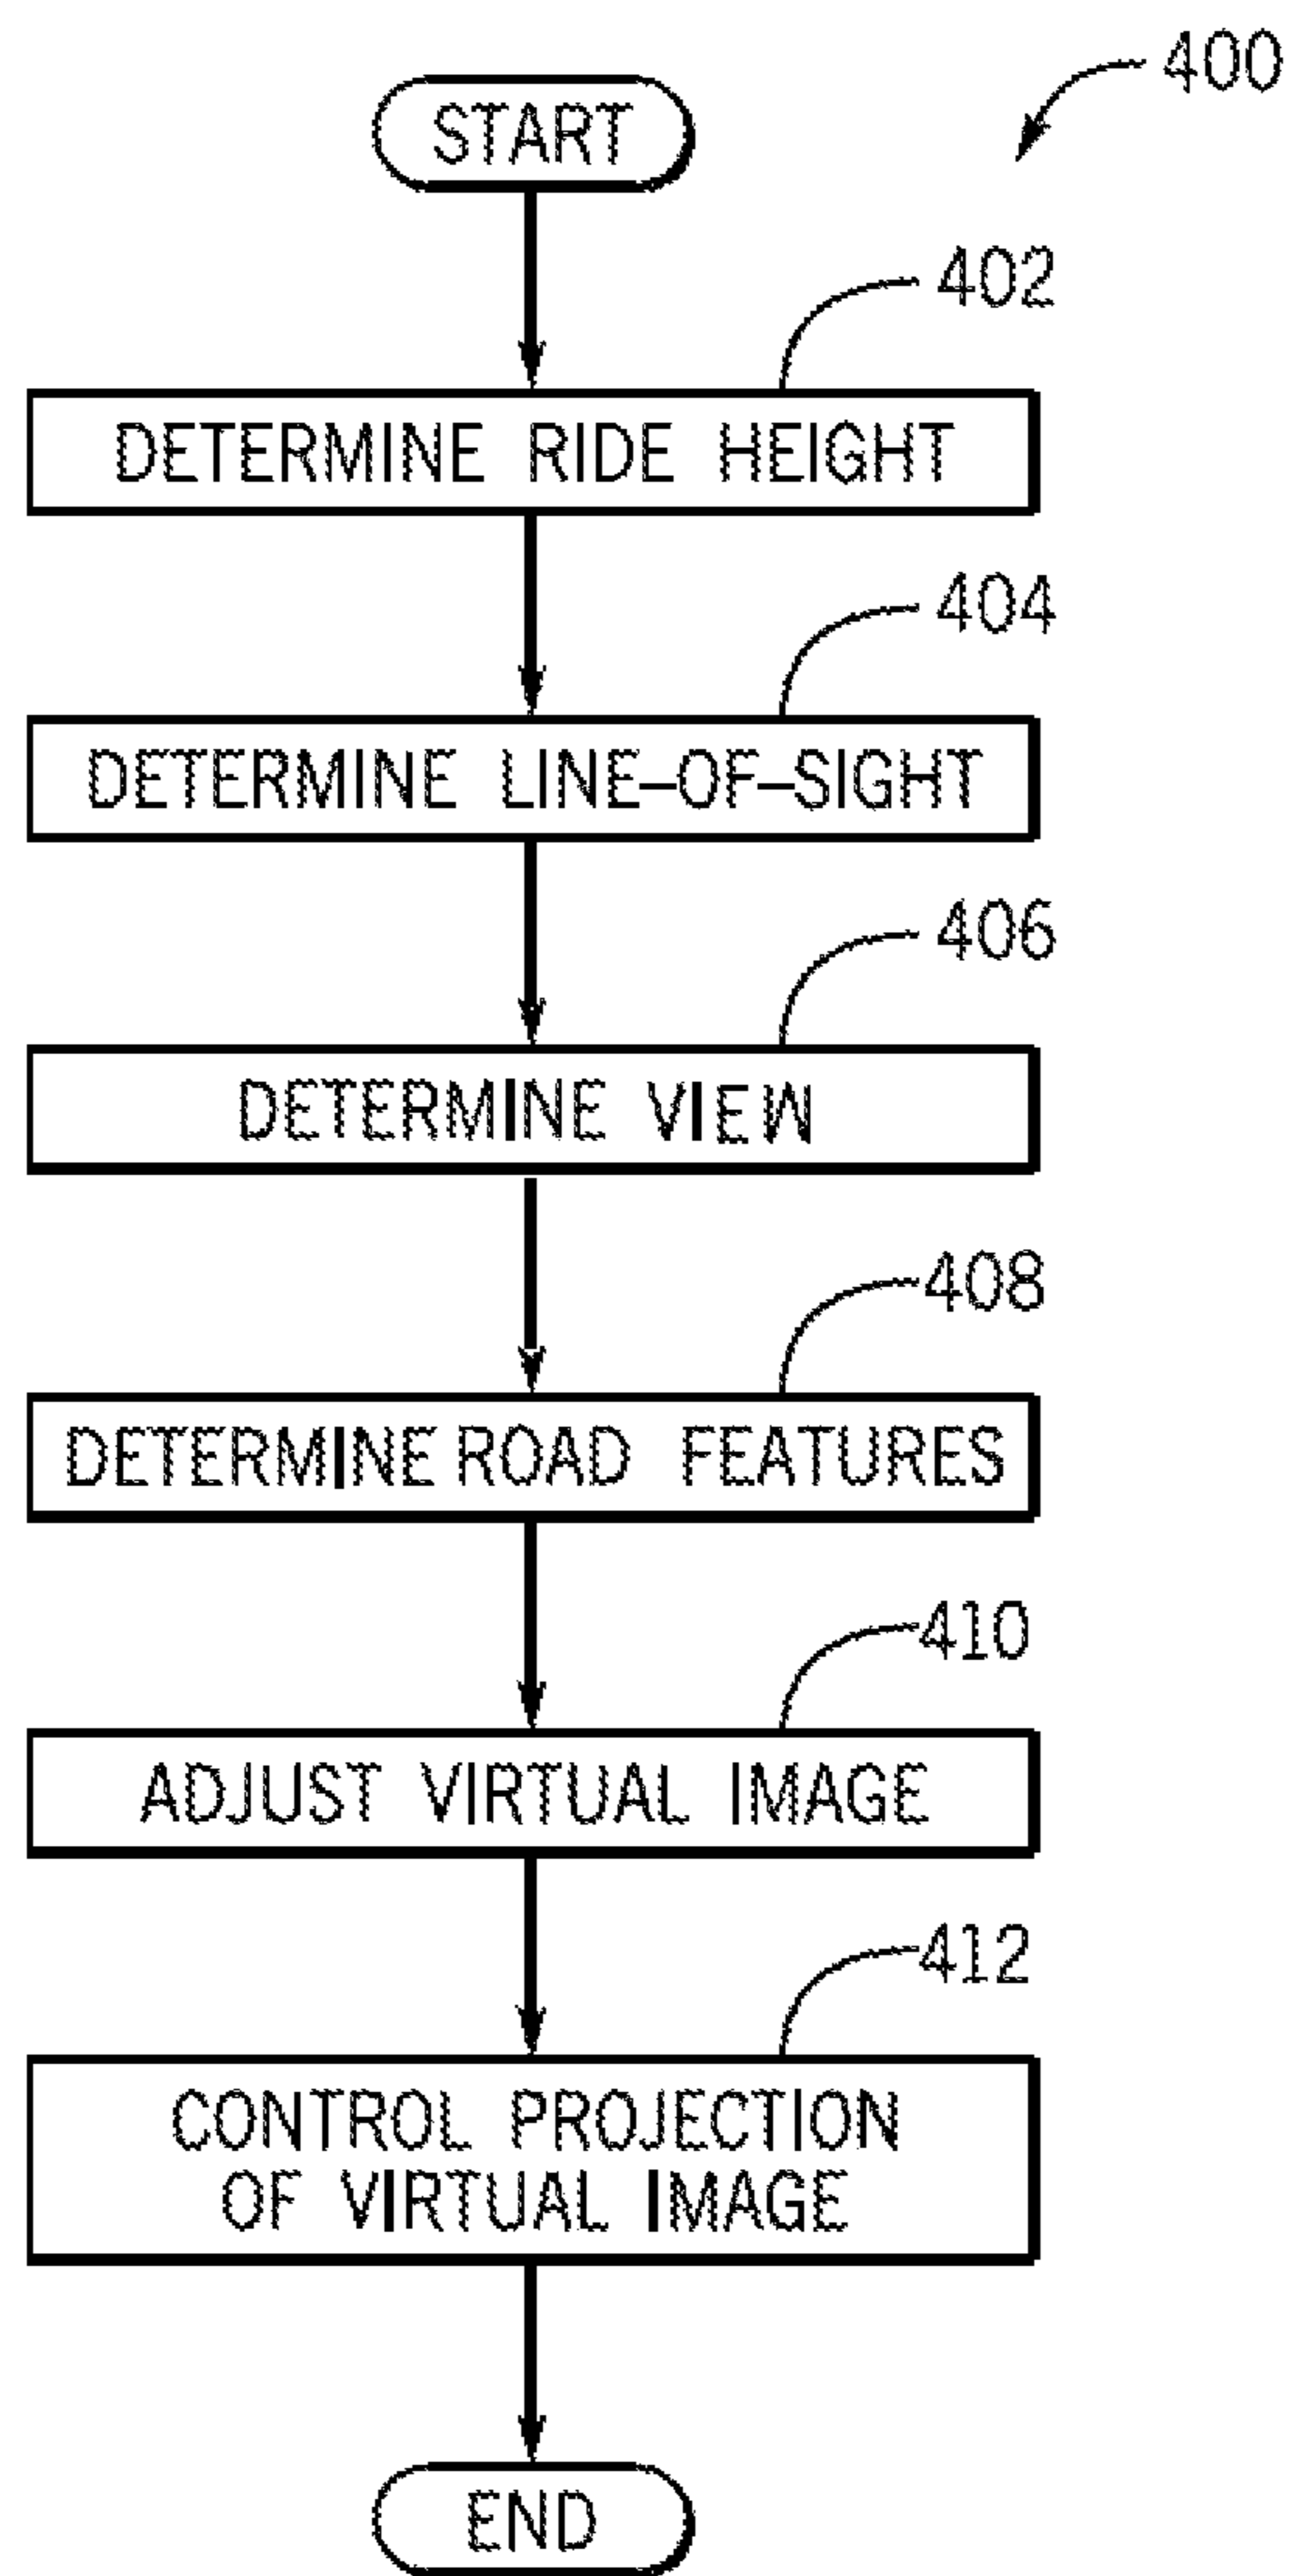 400
START
402
DETERMINE RIDE HEIGHT
404
DETERMINE LINE-OF-SIGHT
406
DETERMINE VIEW
408
DETERMINE ROAD FEATURES
410
ADJUST VIRTUAL IMAGE
412
CONTROL PROJECTION
OF VIRTUAL IMAGE
END